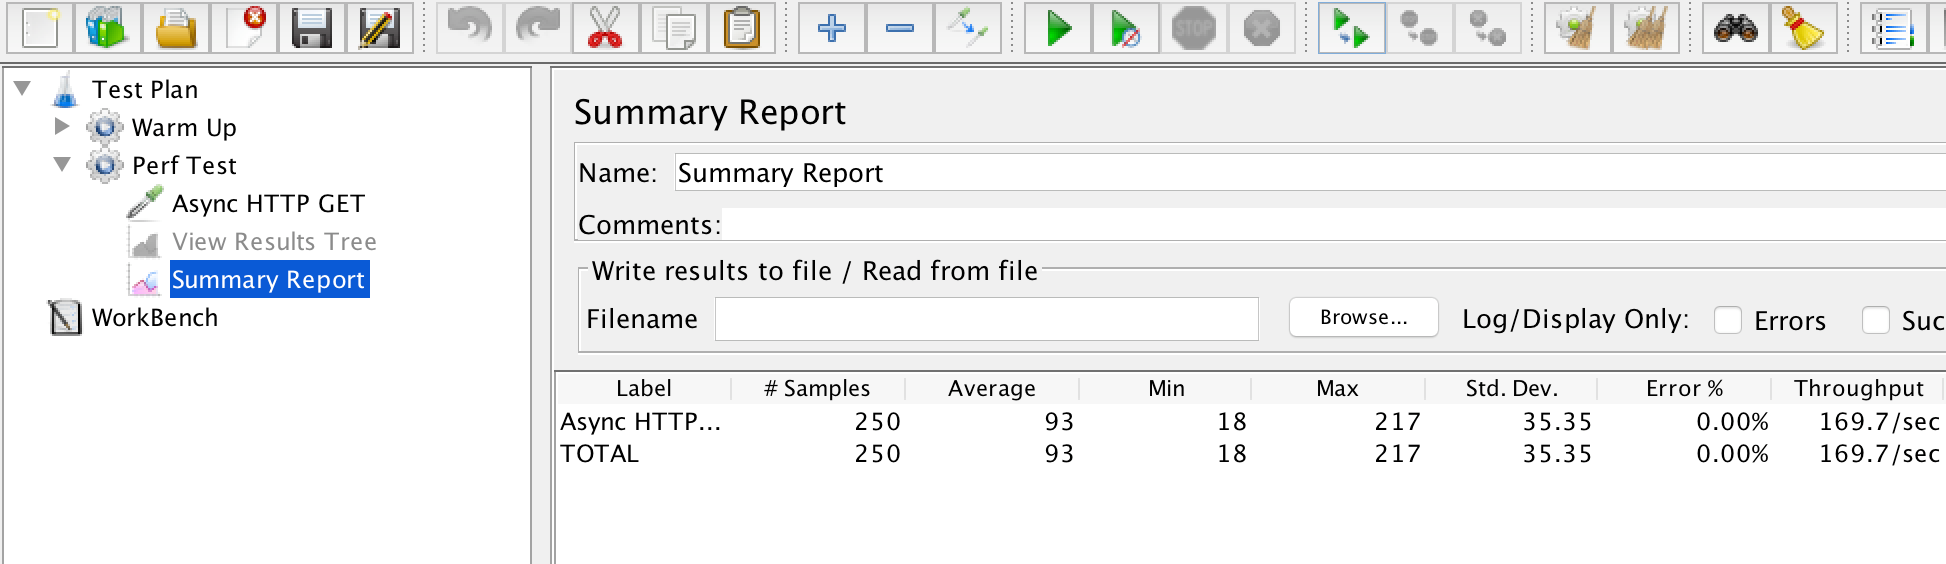 STOP
Test Plan
Warm Up
Perf Test
Async HTTP GET
View Results Tree
Summary Report
WorkBench
Summary Report
Name: Summary Report
Comments:
Write results to file / Read from file
Filename Browse... Log/Display Only: Errors Suc
Label # Samples Average Min Max Std. Dev. Error % Throughput
Async HTTP... 250 93 18 217 35.35 0.00% 169.7/sec
TOTAL 250 93 18 217 35.35 0.00% 169.7/sec